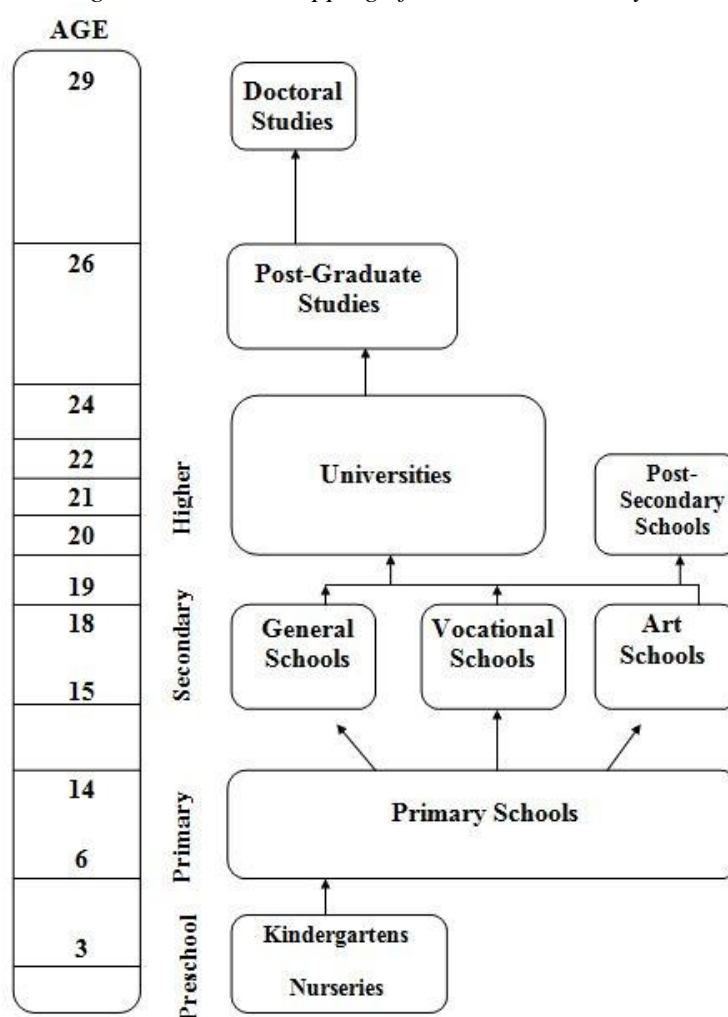 AGE
29
Doctoral
Studies
26
Post-Graduate
Studies
24
22
21
20
Higher
Universities
Post-
Secondary
Schools
19
18
15
Secondary
General
Schools
Vocational
Schools
Art
Schools
14
6
Primary
Primary Schools
3
Preschool
Kindergartens
Nurseries